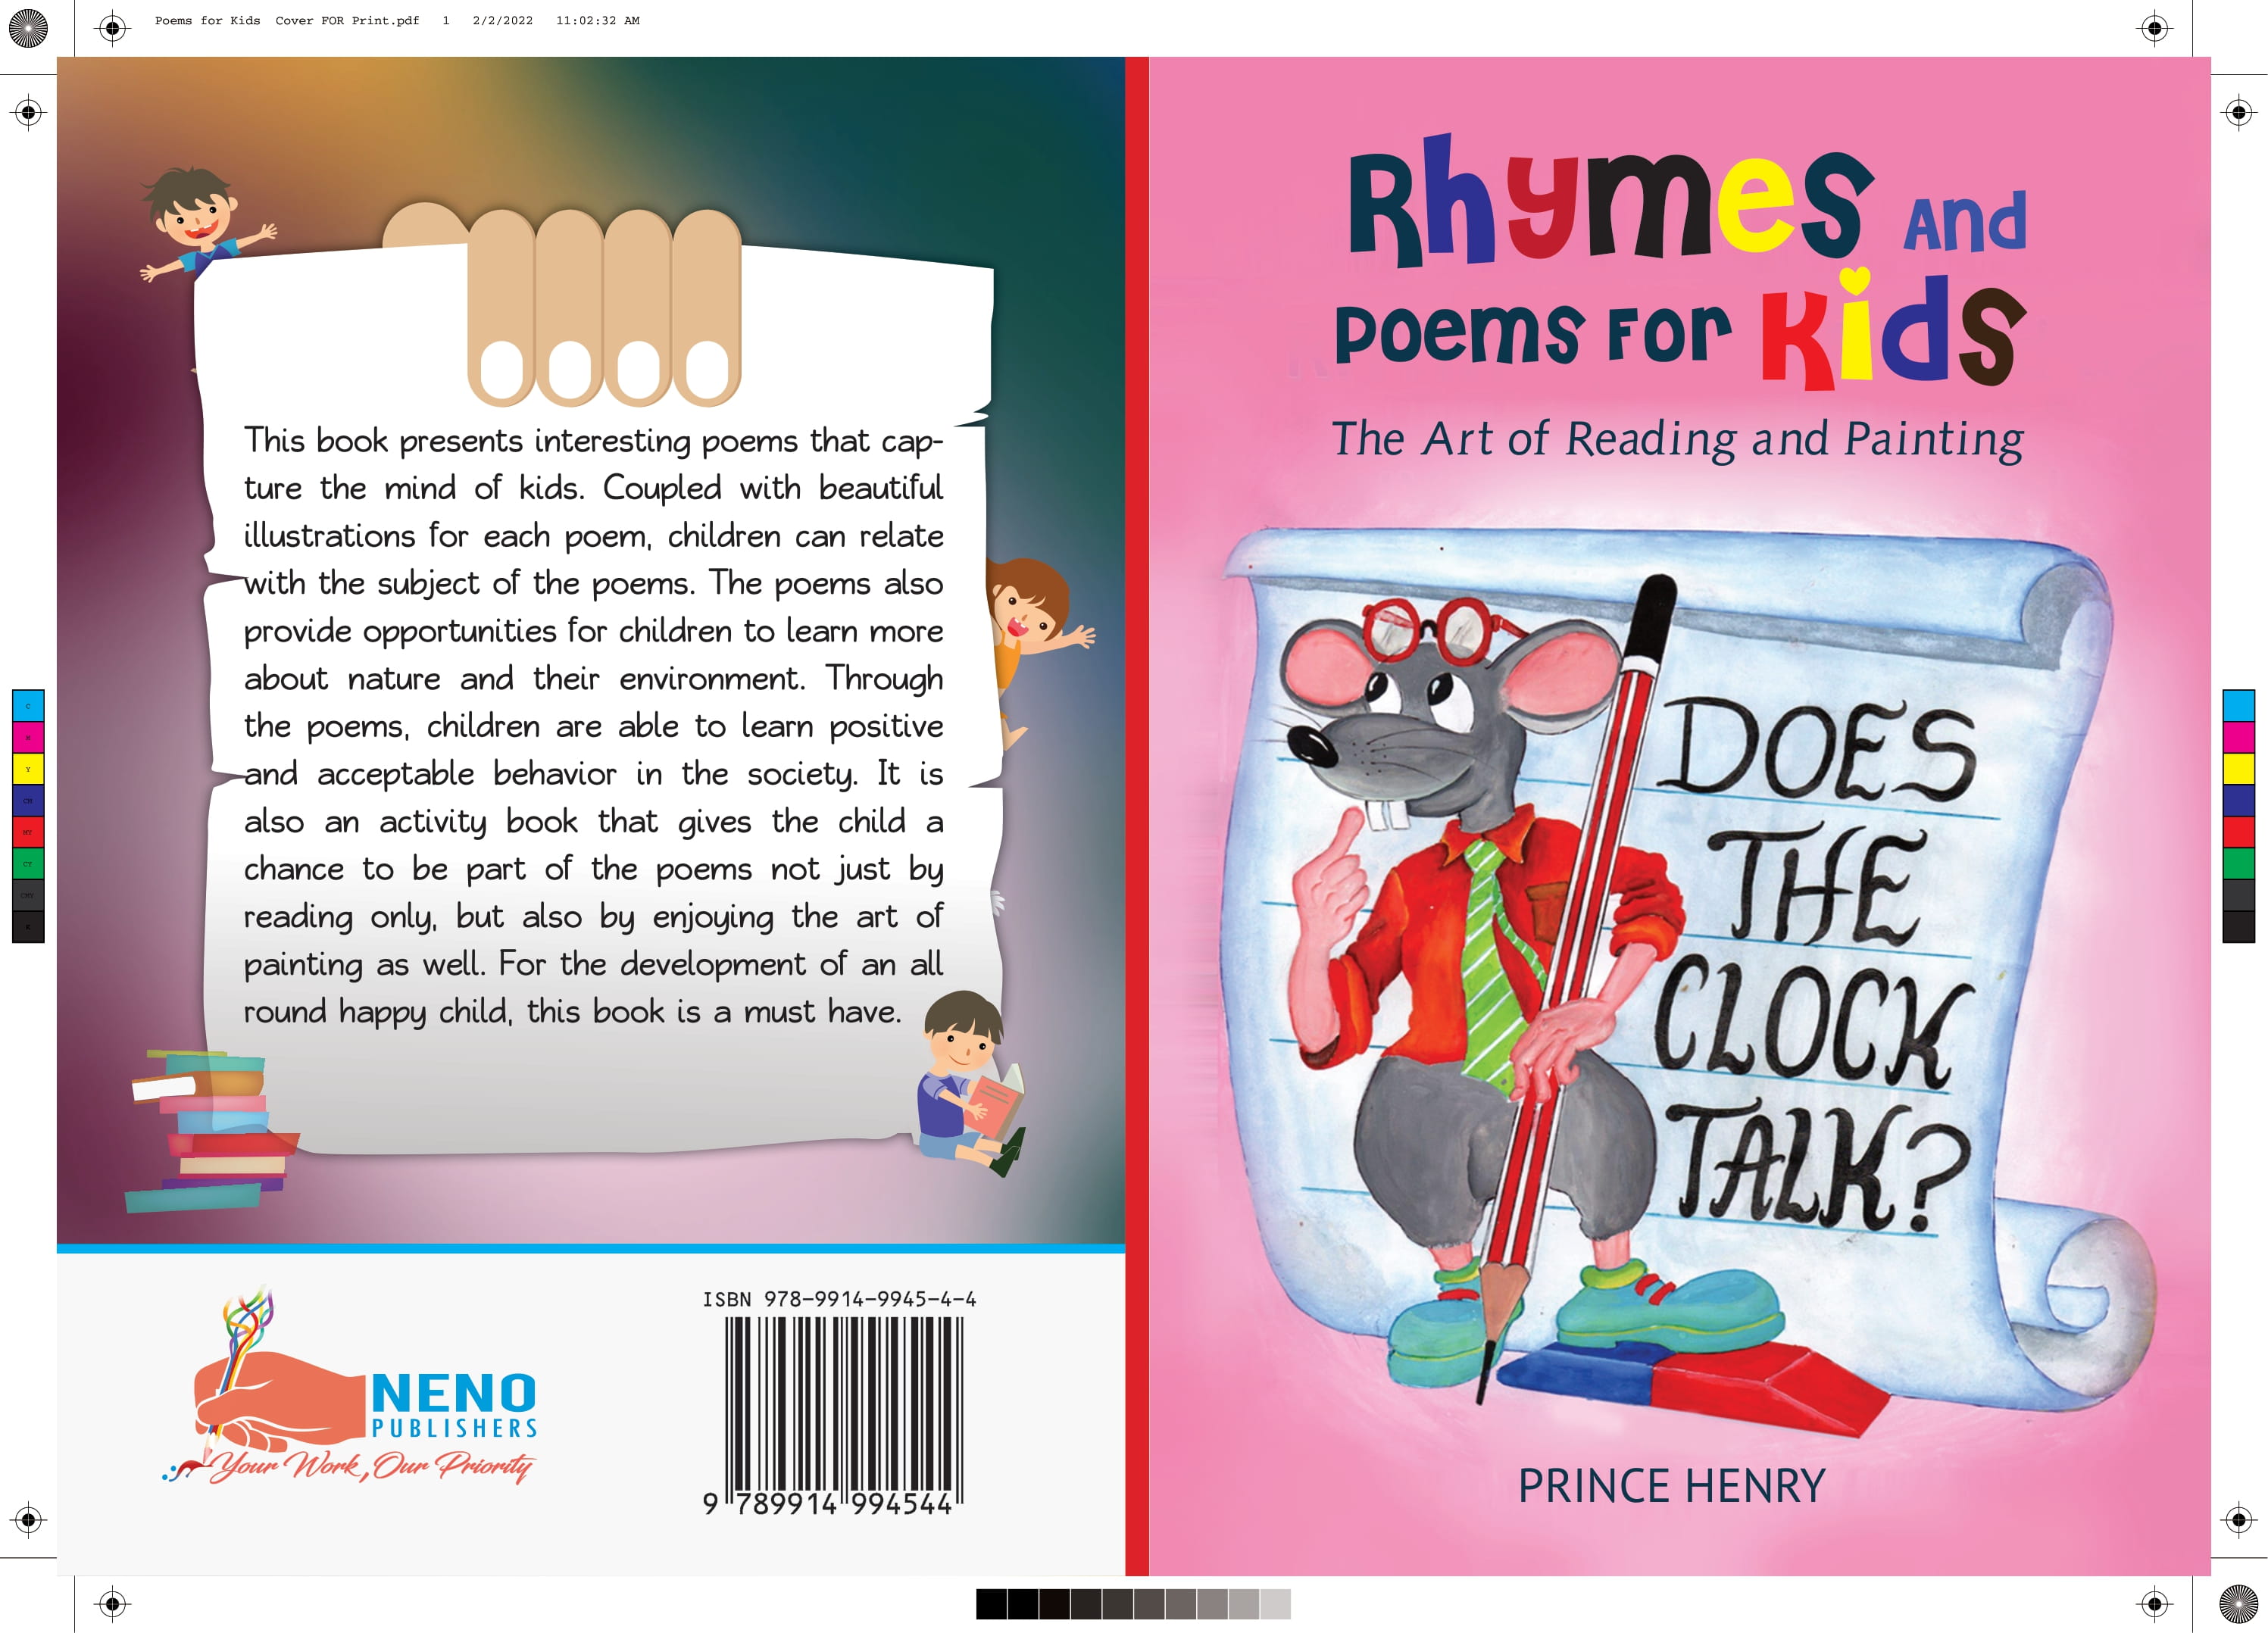 Poems for Kids Cover FOR Print.pdf 1 2/2/2022 11:02:32 AM
This book presents interesting poems that cap-
ture the mind of kids. Coupled with beautiful
illustrations for each poem, children can relate
with the subject of the poems. The poems also
provide opportunities for children to learn more
about nature and their environment. Through
the poems, children are able to learn positive
and acceptable behavior in the society. It is
also an activity book that gives the child a
chance to be part of the poems not just by
reading only, but also by enjoying the art of
painting as well. For the development of an all
round happy child, this book is a must have.
C
M
Y
CM
MY
CY
CMY
K
NENO
PUBLISHERS
Your Work, Our Priority
ISBN 978-9914-9945-4-4
9 789914 994544
Rhymes And
Poems For Kids
The Art of Reading and Painting
DOES
THE
CLOCK
TALK?
PRINCE HENRY